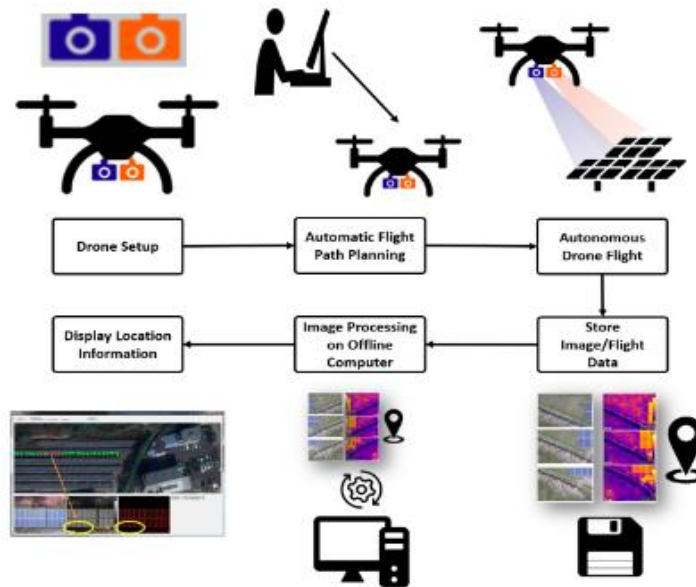 Drone Setup
Automatic Flight
Path Planning
Autonomous
Drone Flight
Display Location
Information
Image Processing
on Offline
Computer
Store
Image/Flight
Data